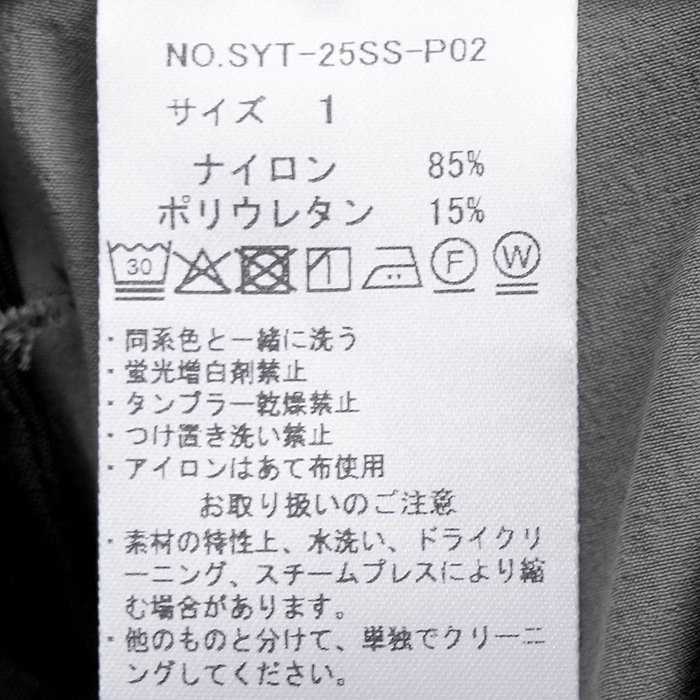 NO.SYT-25SS-P02
サイズ 1
ナイロン 85%
ポリウレタン 15%
30 F W
・同系色と一緒に洗う
・蛍光増白剤禁止
・タンブラー乾燥禁止
・つけ置き洗い禁止
・アイロンはあて布使用
お取り扱いのご注意
・素材の特性上、水洗い、ドライクリ
ーニング、スチームプレスにより縮
む場合があります。
・他のものと分けて、単独でクリーニ
ングしてください。